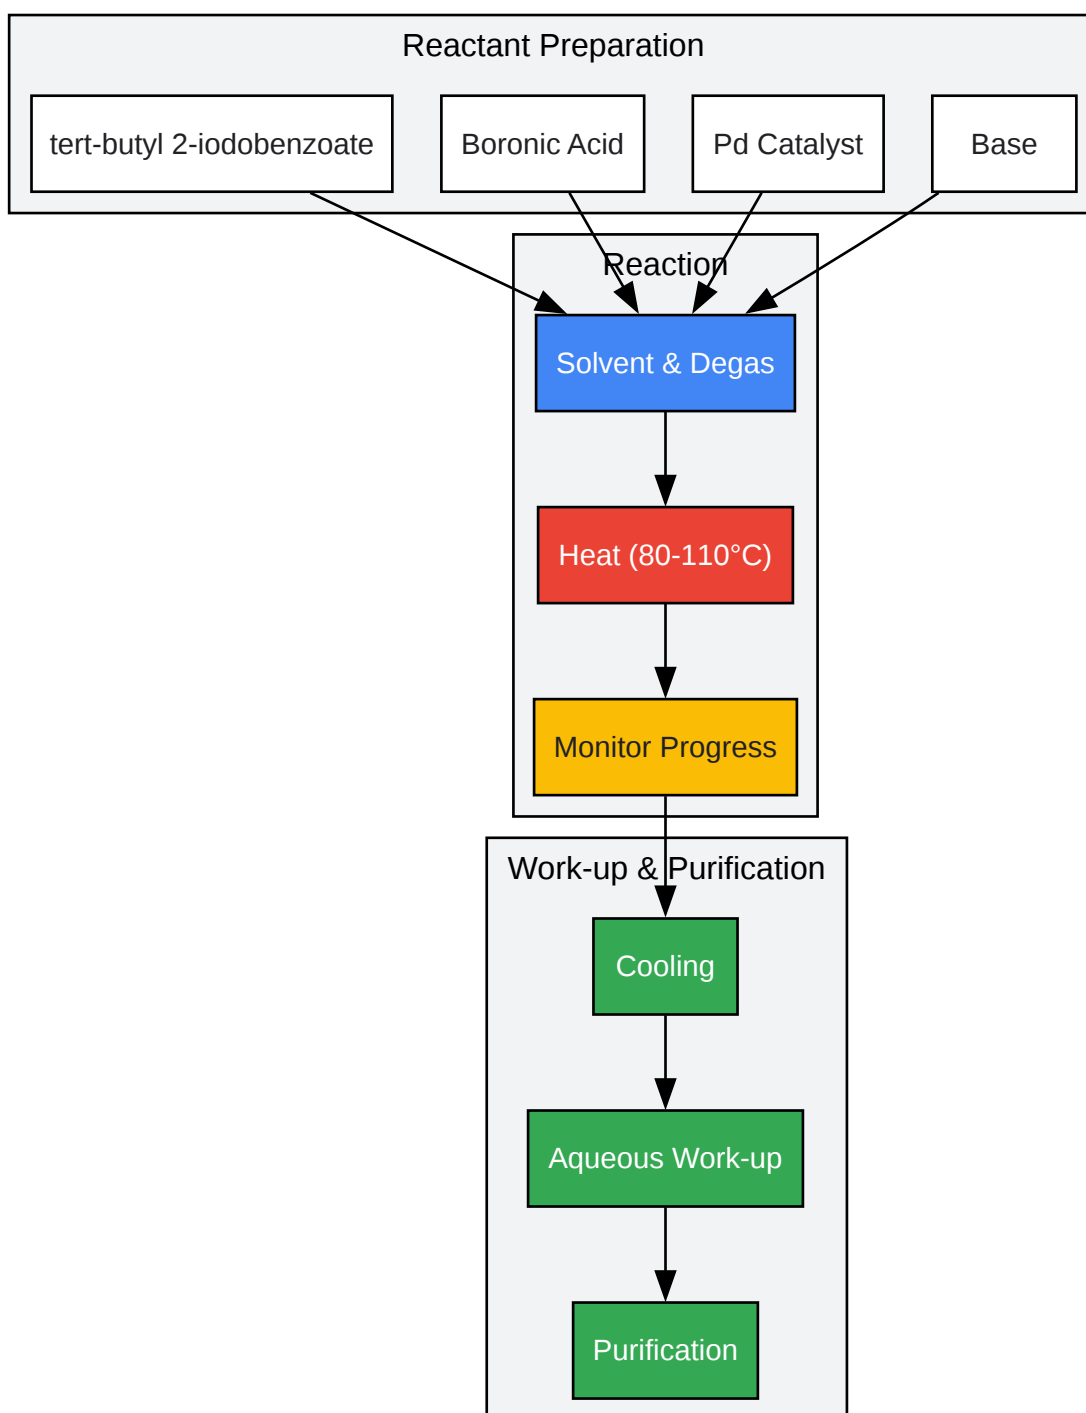 Reactant Preparation
tert-butyl 2-iodobenzoate
Boronic Acid
Pd Catalyst
Base
Reaction
Solvent & Degas
Heat (80-110°C)
Monitor Progress
Work-up & Purification
Cooling
Aqueous Work-up
Purification